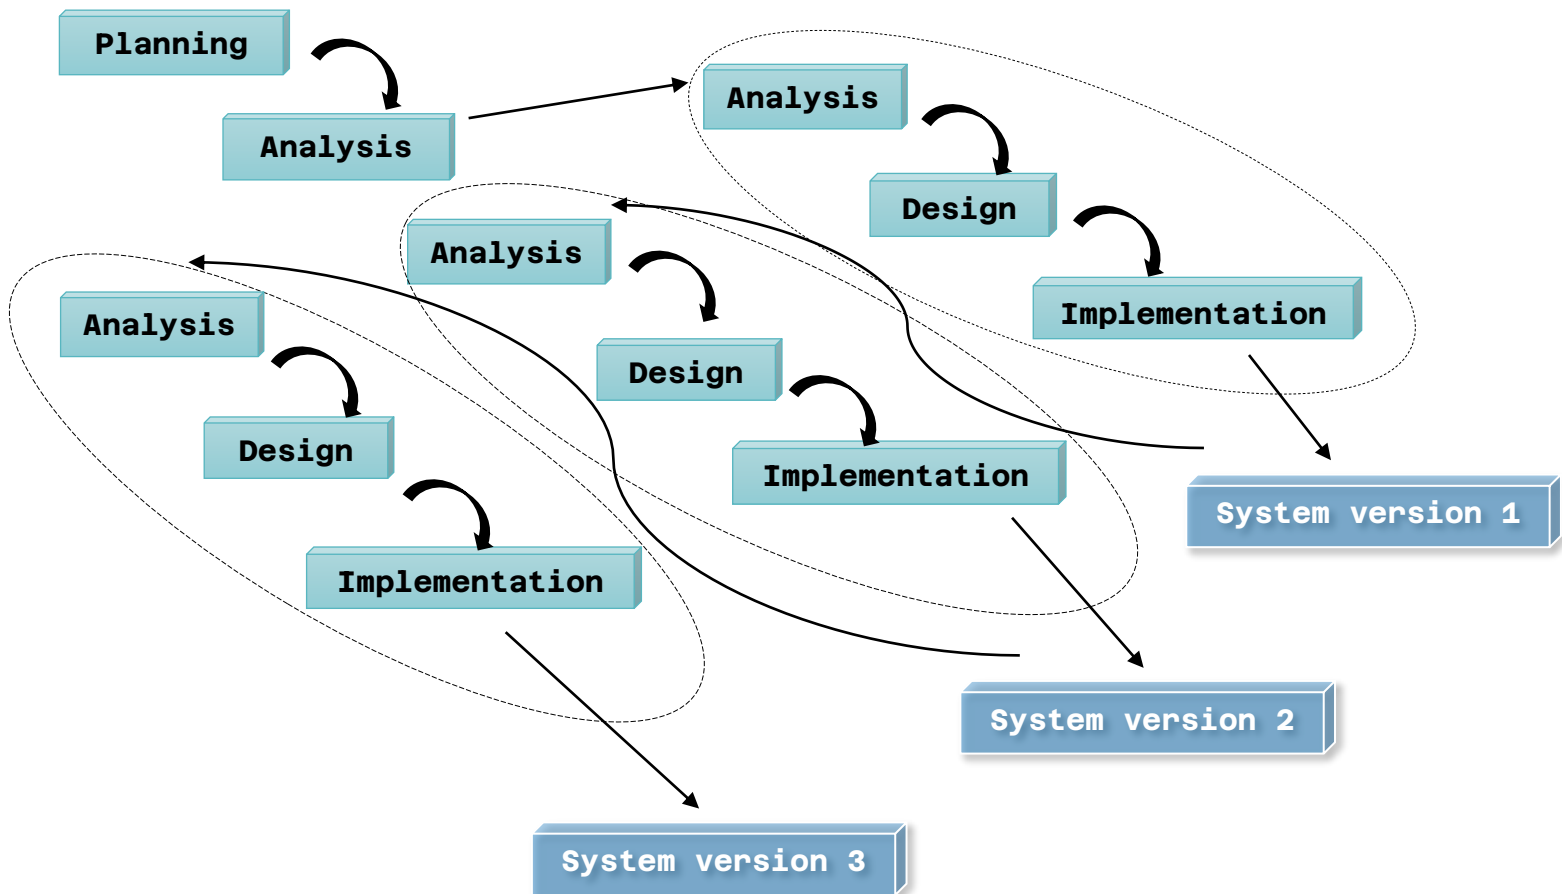 Planning
Analysis
Analysis
Design
Implementation
System version 1
Analysis
Design
Implementation
System version 2
Analysis
Design
Implementation
System version 3